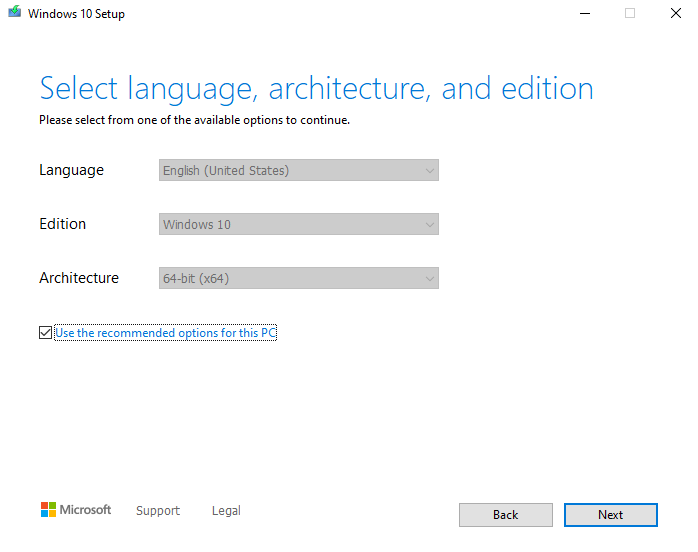 Windows 10 Setup
Select language, architecture, and edition
Please select from one of the available options to continue.
Language English (United States)
Edition Windows 10
Architecture 64-bit (x64)
Use the recommended options for this PC
Microsoft Support Legal Back Next